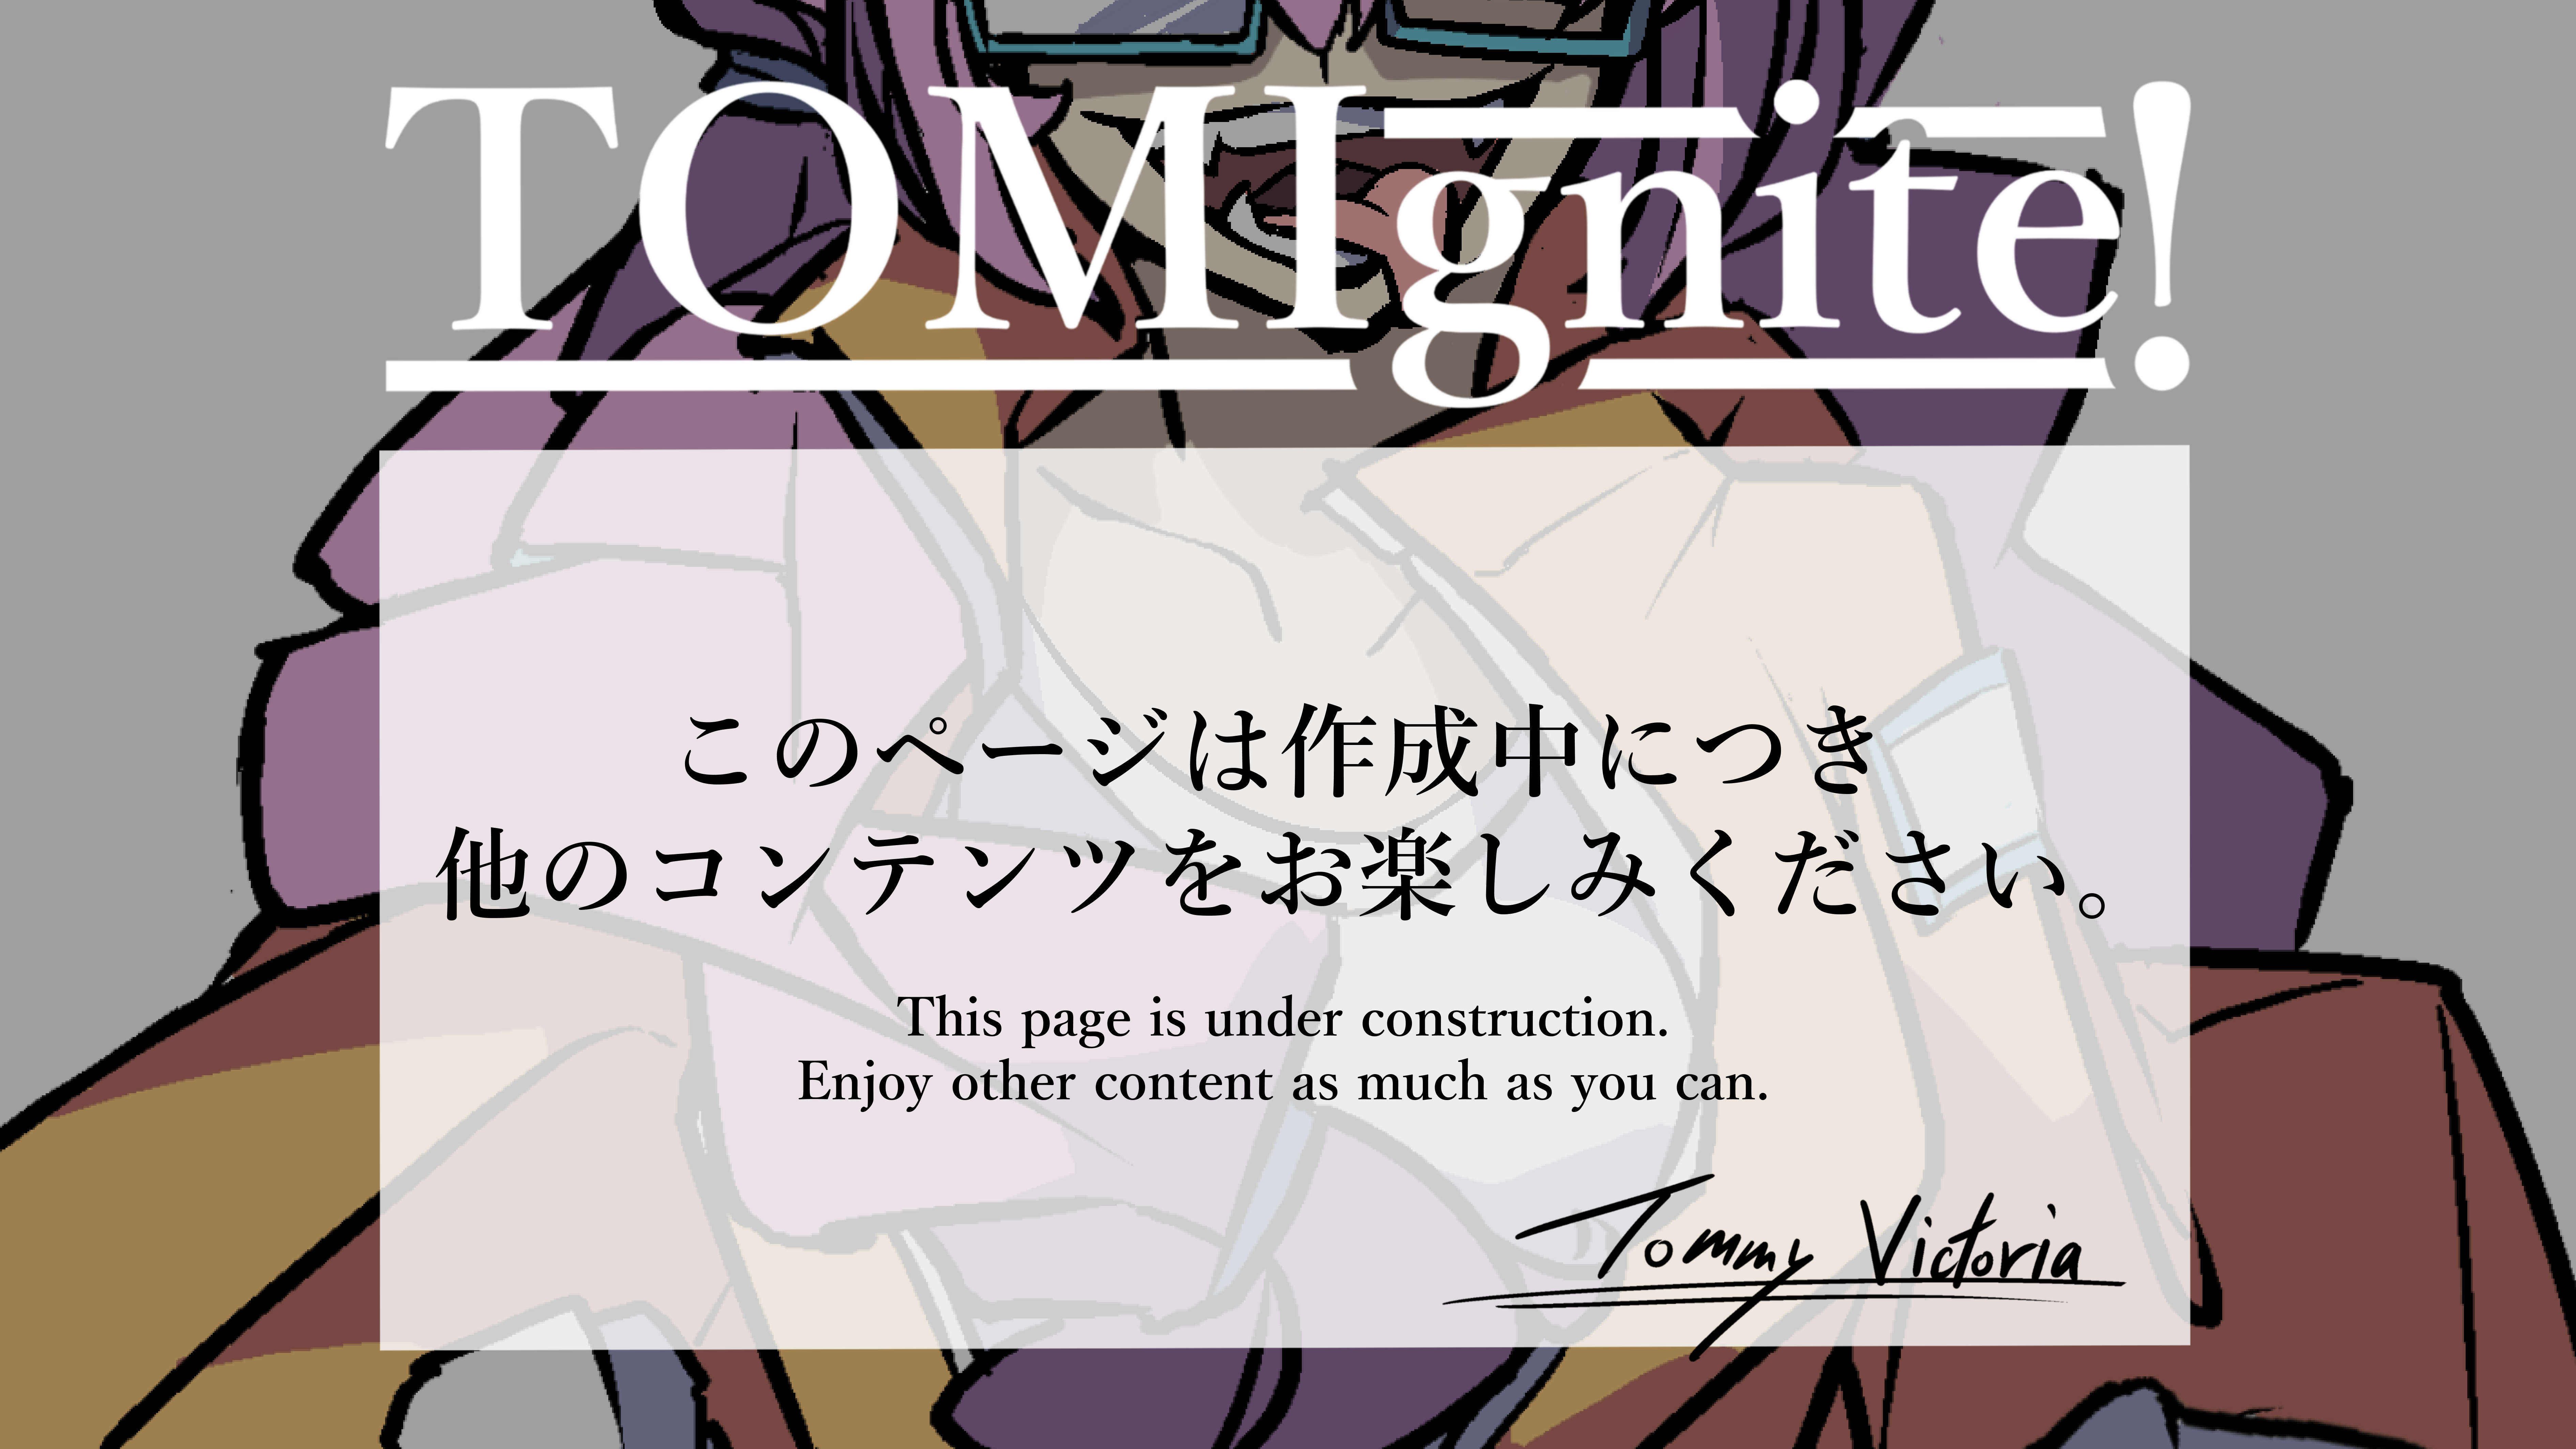 TOMIgnite!
このページは作成中につき
他のコンテンツをお楽しみください。
This page is under construction.
Enjoy other content as much as you can.
Tommy Victoria